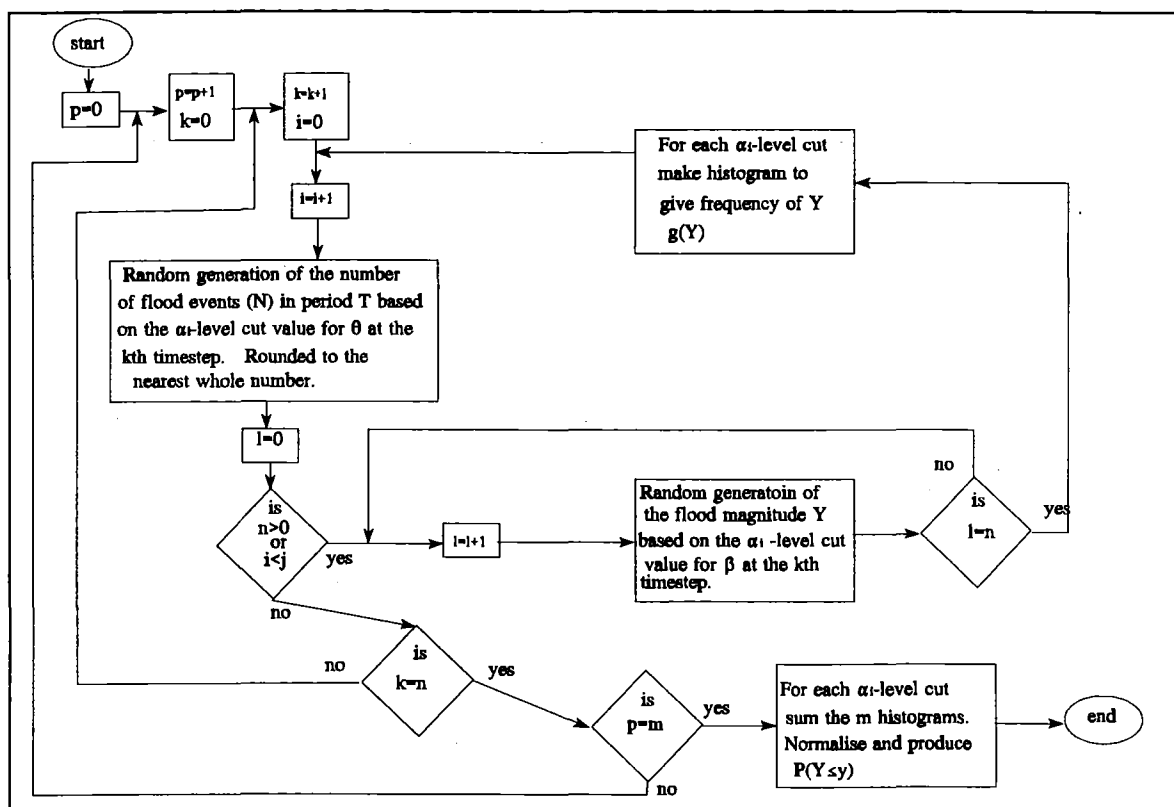 start
p=0
p=p+1
k=0
k=k+1
i=0
i=i+1
For each αi-level cut
make histogram to
give frequency of Y
g(Y)
Random generation of the number
of flood events (N) in period T based
on the αi-level cut value for θ at the
kth timestep. Rounded to the
nearest whole number.
l=0
is
n>0
or
i<j
yes
no
l=l+1
Random generatoin of
the flood magnitude Y
based on the αi -level cut
value for β at the kth
timestep.
no
is
l=n
yes
no
is
k=n
yes
is
p=m
yes
no
For each αi-level cut
sum the m histograms.
Normalise and produce
P(Y≤y)
end